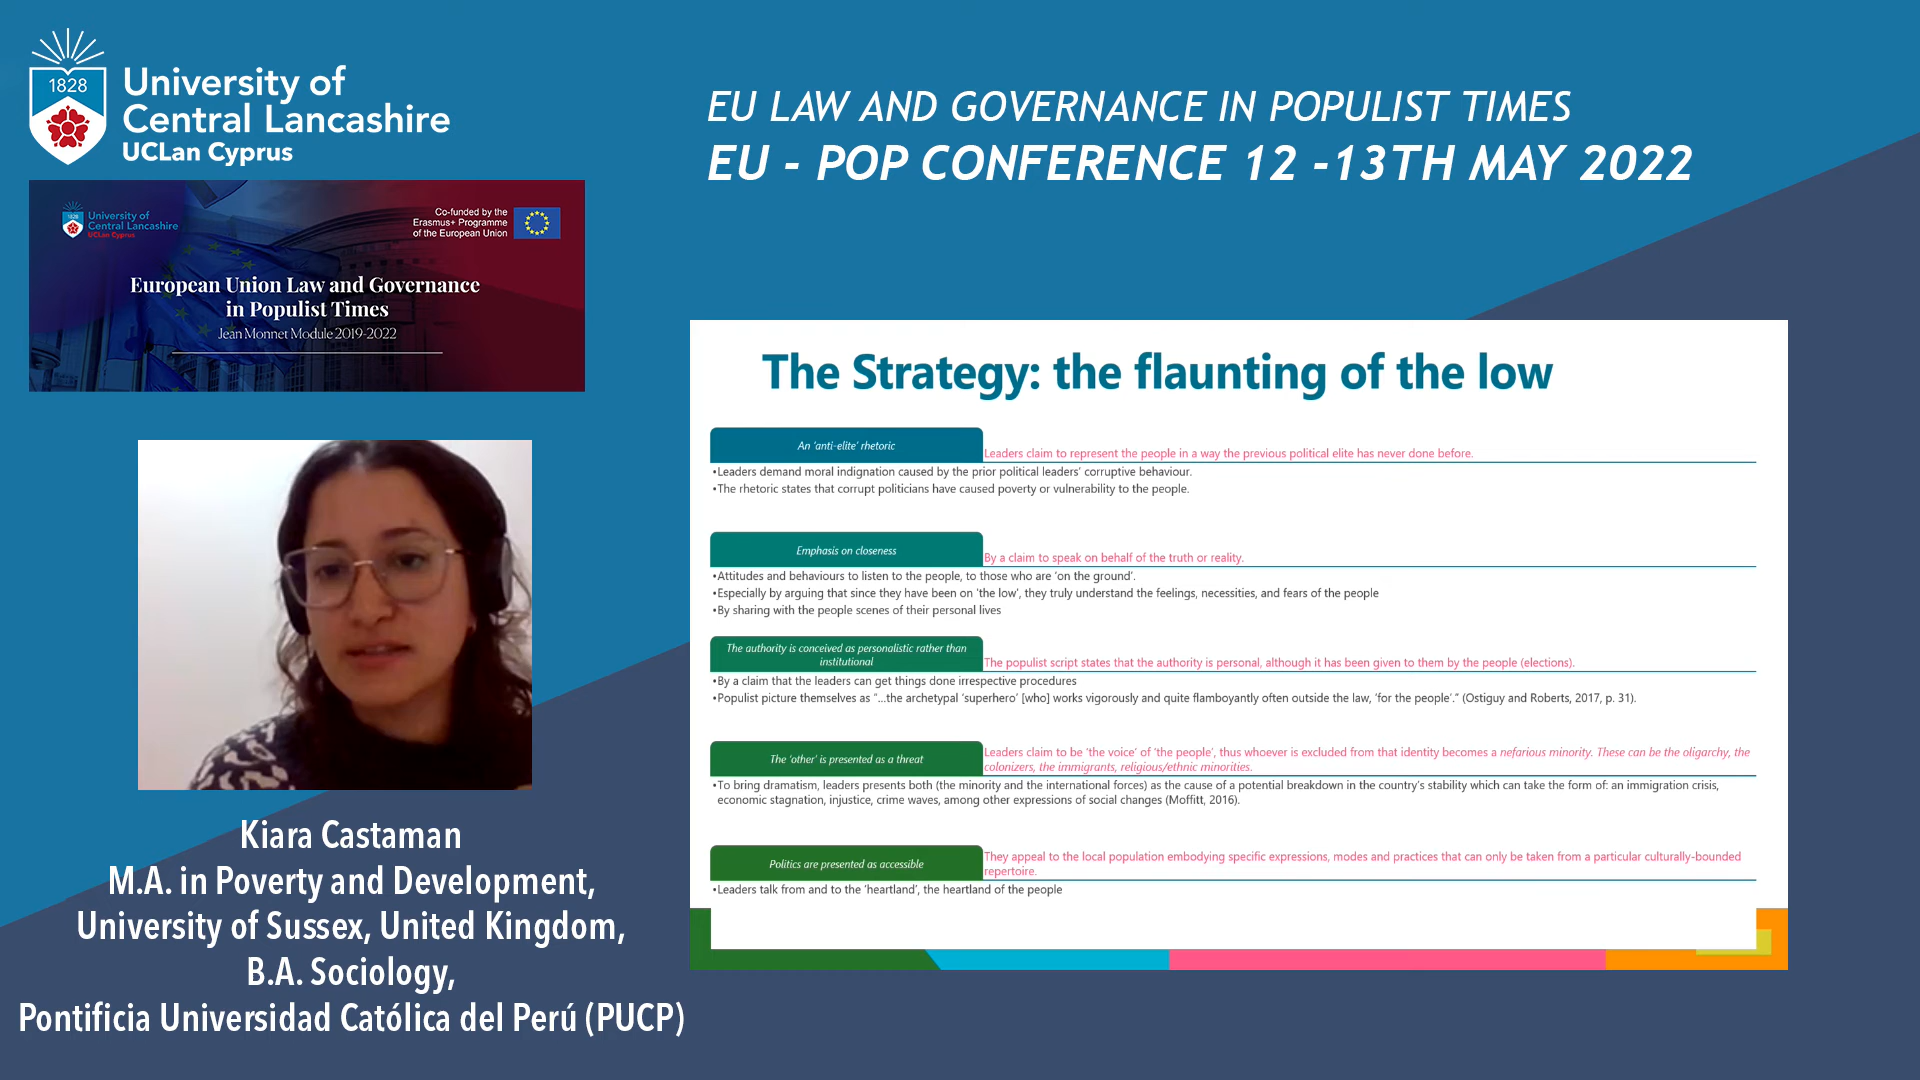 1828
University of
Central Lancashire
UCLan Cyprus
EU LAW AND GOVERNANCE IN POPULIST TIMES
EU - POP CONFERENCE 12 -13TH MAY 2022
1828
University of
Central Lancashire
UCLan Cyprus
Co-funded by the
Erasmus+ Programme
of the European Union
European Union Law and Governance
in Populist Times
Jean Monnet Module 2019-2022
Kiara Castaman
M.A. in Poverty and Development,
University of Sussex, United Kingdom,
B.A. Sociology,
Pontificia Universidad Católica del Perú (PUCP)
The Strategy: the flaunting of the low
An 'anti-elite' rhetoric
Leaders claim to represent the people in a way the previous political elite has never done before.
•Leaders demand moral indignation caused by the prior political leaders' corruptive behaviour.
•The rhetoric states that corrupt politicians have caused poverty or vulnerability to the people.
Emphasis on closeness
By a claim to speak on behalf of the truth or reality.
•Attitudes and behaviours to listen to the people, to those who are 'on the ground'.
•Especially by arguing that since they have been on 'the low', they truly understand the feelings, necessities, and fears of the people
•By sharing with the people scenes of their personal lives
The authority is conceived as personalistic rather than
institutional
The populist script states that the authority is personal, although it has been given to them by the people (elections).
•By a claim that the leaders can get things done irrespective procedures
•Populist picture themselves as "…the archetypal 'superhero' [who] works vigorously and quite flamboyantly often outside the law, 'for the people'." (Ostiguy and Roberts, 2017, p. 31).
The 'other' is presented as a threat
Leaders claim to be 'the voice' of 'the people', thus whoever is excluded from that identity becomes a nefarious minority. These can be the oligarchy, the
colonizers, the immigrants, religious/ethnic minorities.
•To bring dramatism, leaders presents both (the minority and the international forces) as the cause of a potential breakdown in the country's stability which can take the form of: an immigration crisis,
economic stagnation, injustice, crime waves, among other expressions of social changes (Moffitt, 2016).
Politics are presented as accessible
They appeal to the local population embodying specific expressions, modes and practices that can only be taken from a particular culturally-bounded
repertoire.
•Leaders talk from and to the 'heartland', the heartland of the people